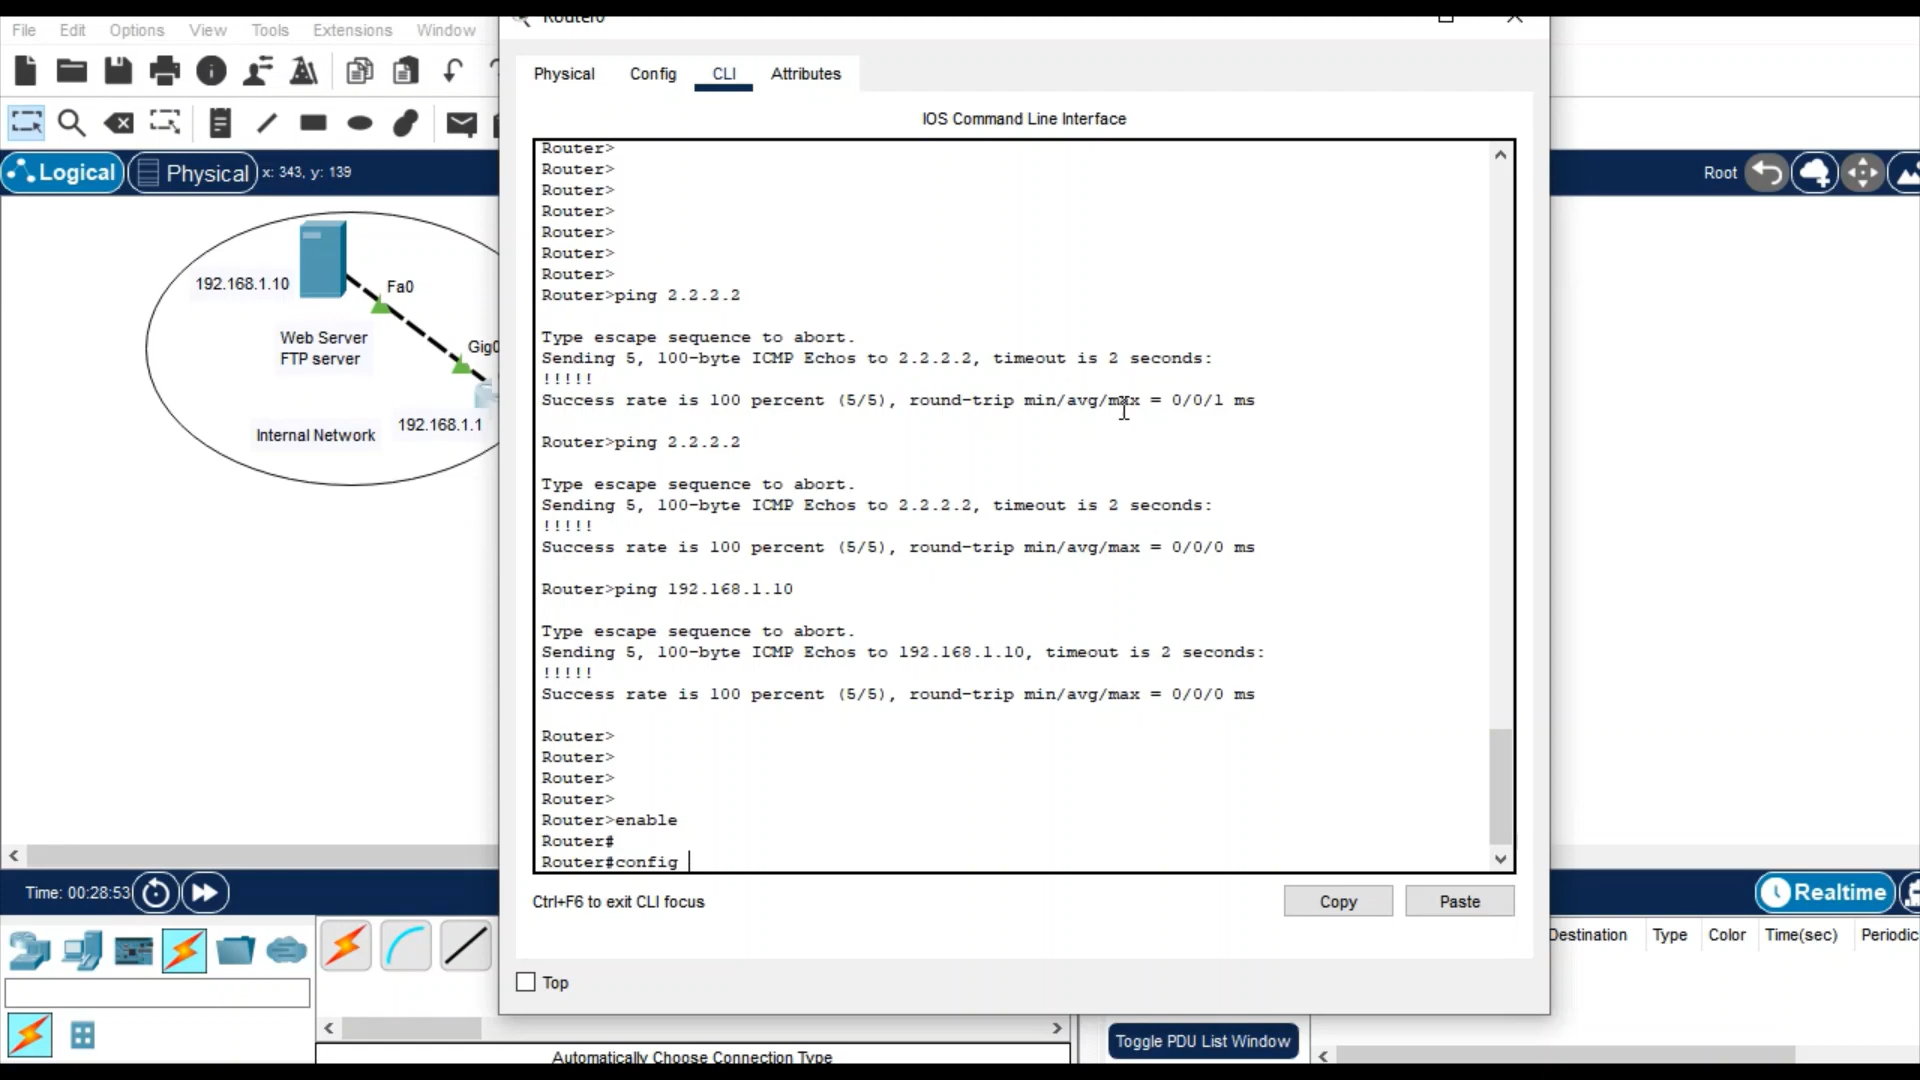 Router0
File Edit Options View Tools Extensions Window
Physical Config CLI Attributes
IOS Command Line Interface
Logical Physical x: 343, y: 139
Root
192.168.1.10
Fa0
Web Server
FTP server
Gig0
Internal Network
192.168.1.1
Router>
Router>
Router>
Router>
Router>
Router>
Router>
Router>ping 2.2.2.2
Type escape sequence to abort.
Sending 5, 100-byte ICMP Echos to 2.2.2.2, timeout is 2 seconds:
!!!!!
Success rate is 100 percent (5/5), round-trip min/avg/max = 0/0/1 ms
Router>ping 2.2.2.2
Type escape sequence to abort.
Sending 5, 100-byte ICMP Echos to 2.2.2.2, timeout is 2 seconds:
!!!!!
Success rate is 100 percent (5/5), round-trip min/avg/max = 0/0/0 ms
Router>ping 192.168.1.10
Type escape sequence to abort.
Sending 5, 100-byte ICMP Echos to 192.168.1.10, timeout is 2 seconds:
!!!!!
Success rate is 100 percent (5/5), round-trip min/avg/max = 0/0/0 ms
Router>
Router>
Router>
Router>
Router>enable
Router#
Router#config
Ctrl+F6 to exit CLI focus
Copy Paste
Top
Time: 00:28:53
Realtime
Destination Type Color Time(sec) Periodic
Toggle PDU List Window
Automatically Choose Connection Type